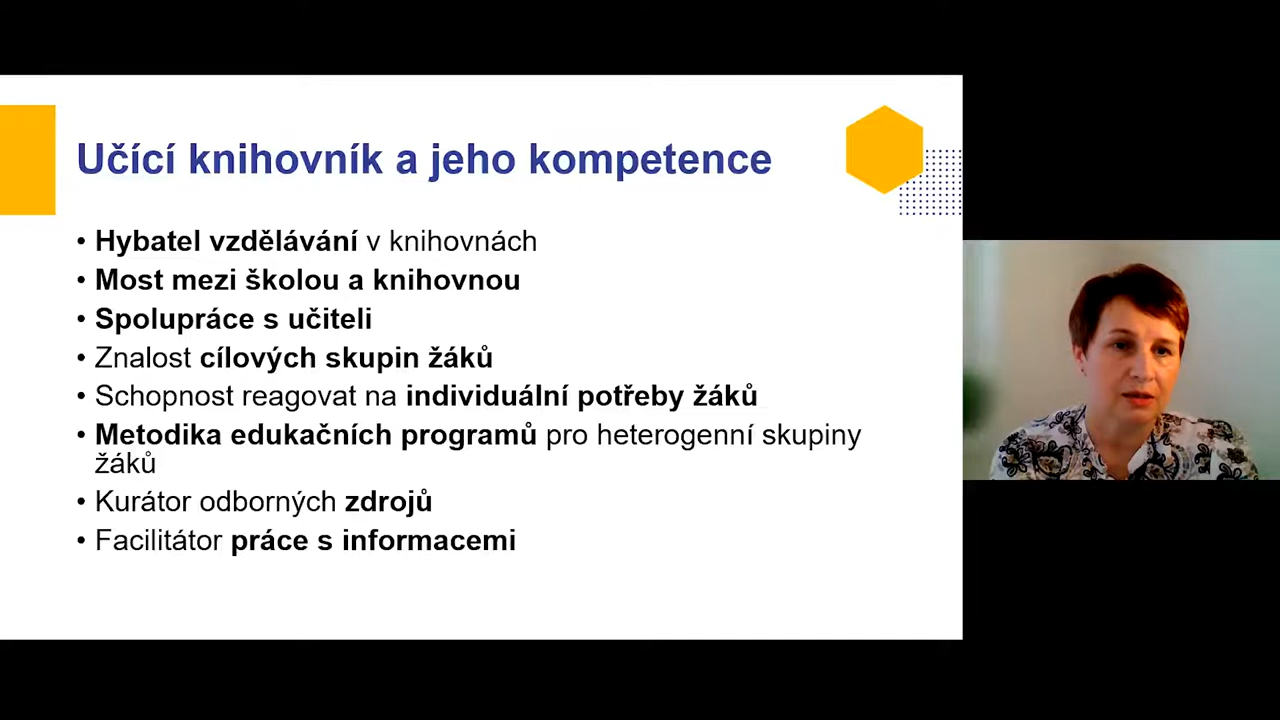 Učící knihovník a jeho kompetence
• Hybatel vzdělávání v knihovnách
• Most mezi školou a knihovnou
• Spolupráce s učiteli
• Znalost cílových skupin žáků
• Schopnost reagovat na individuální potřeby žáků
• Metodika edukačních programů pro heterogenní skupiny
žáků
• Kurátor odborných zdrojů
• Facilitátor práce s informacemi